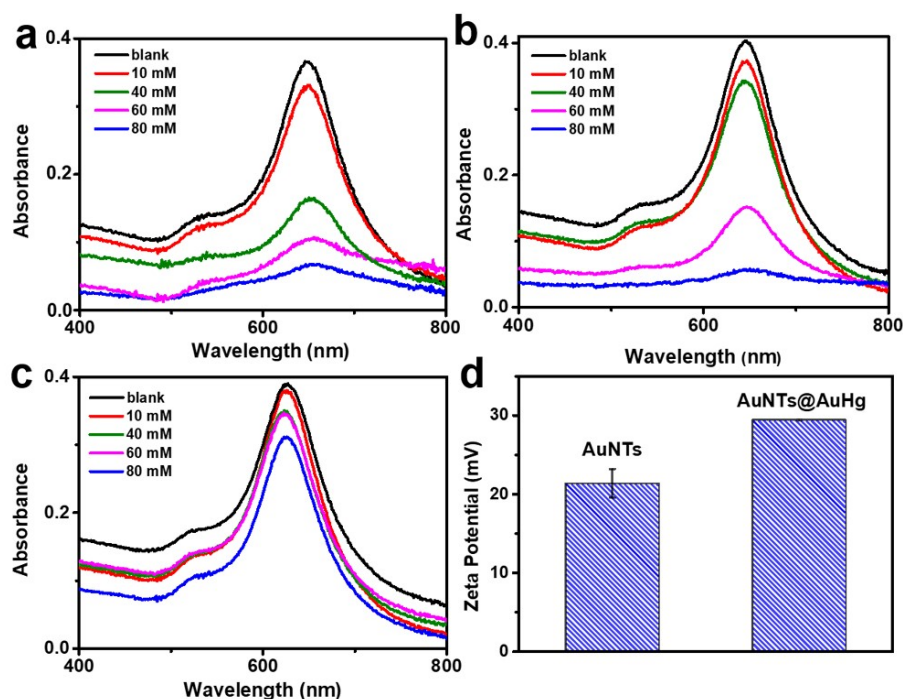 a
0.4
blank
10 mM
40 mM
60 mM
80 mM
0.2
0.0
Absorbance
400
600
800
Wavelength (nm)
b
0.4
blank
10 mM
40 mM
60 mM
80 mM
0.2
0.0
Absorbance
400
600
800
Wavelength (nm)
c
0.4
blank
10 mM
40 mM
60 mM
80 mM
0.2
0.0
Absorbance
400
600
800
Wavelength (nm)
d
AuNTs@AuHg
AuNTs
30
20
10
0
Zeta Potential (mV)